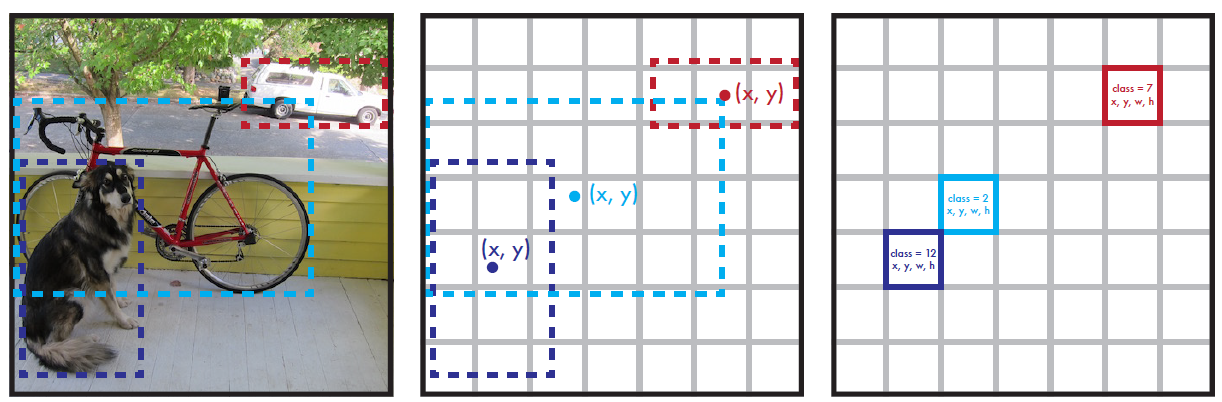 (x, y)
(x, y)
(x, y)
class = 7
x, y, w, h
class = 2
x, y, w, h
class = 12
x, y, w, h